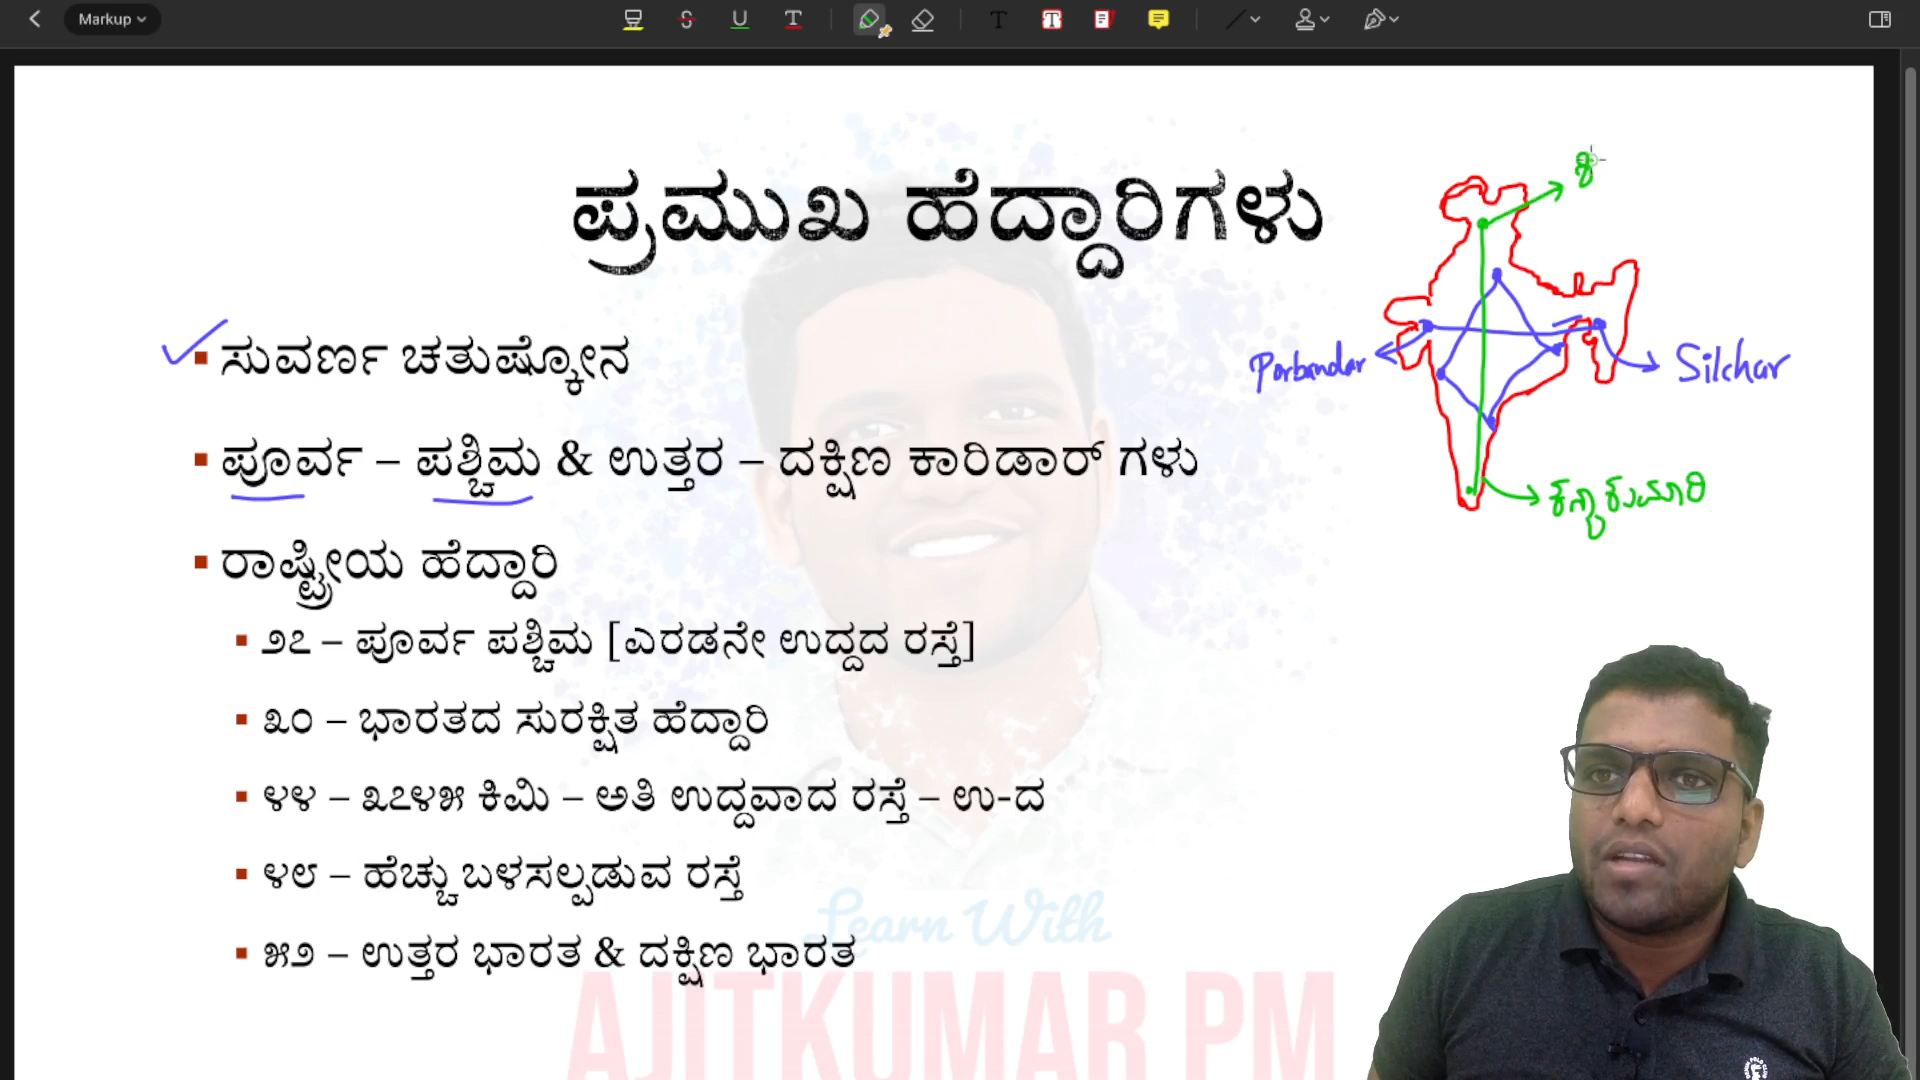 Markup
ಪ್ರಮುಖ ಹೆದ್ದಾರಿಗಳು
ಸುವರ್ಣ ಚತುಷ್ಕೋನ
ಪೂರ್ವ – ಪಶ್ಚಿಮ & ಉತ್ತರ – ದಕ್ಷಿಣ ಕಾರಿಡಾರ್ ಗಳು
ರಾಷ್ಟ್ರೀಯ ಹೆದ್ದಾರಿ
೨೭ – ಪೂರ್ವ ಪಶ್ಚಿಮ [ಎರಡನೇ ಉದ್ದದ ರಸ್ತೆ]
೩೦ – ಭಾರತದ ಸುರಕ್ಷಿತ ಹೆದ್ದಾರಿ
೪೪ – ೩೭೪೫ ಕಿಮಿ – ಅತಿ ಉದ್ದವಾದ ರಸ್ತೆ – ಉ-ದ
೪೮ – ಹೆಚ್ಚು ಬಳಸಲ್ಪಡುವ ರಸ್ತೆ
೫೨ – ಉತ್ತರ ಭಾರತ & ದಕ್ಷಿಣ ಭಾರತ
Porbandar
Silchar
ಕನ್ಯಾಕುಮಾರಿ
Learn With
AJITKUMAR PM